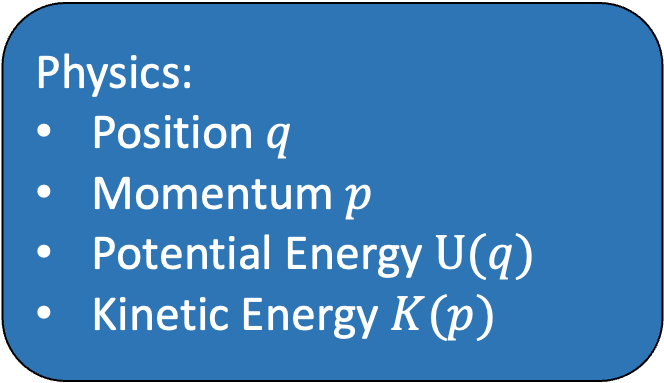 Physics:
• Position q
• Momentum p
• Potential Energy U(q)
• Kinetic Energy K(p)